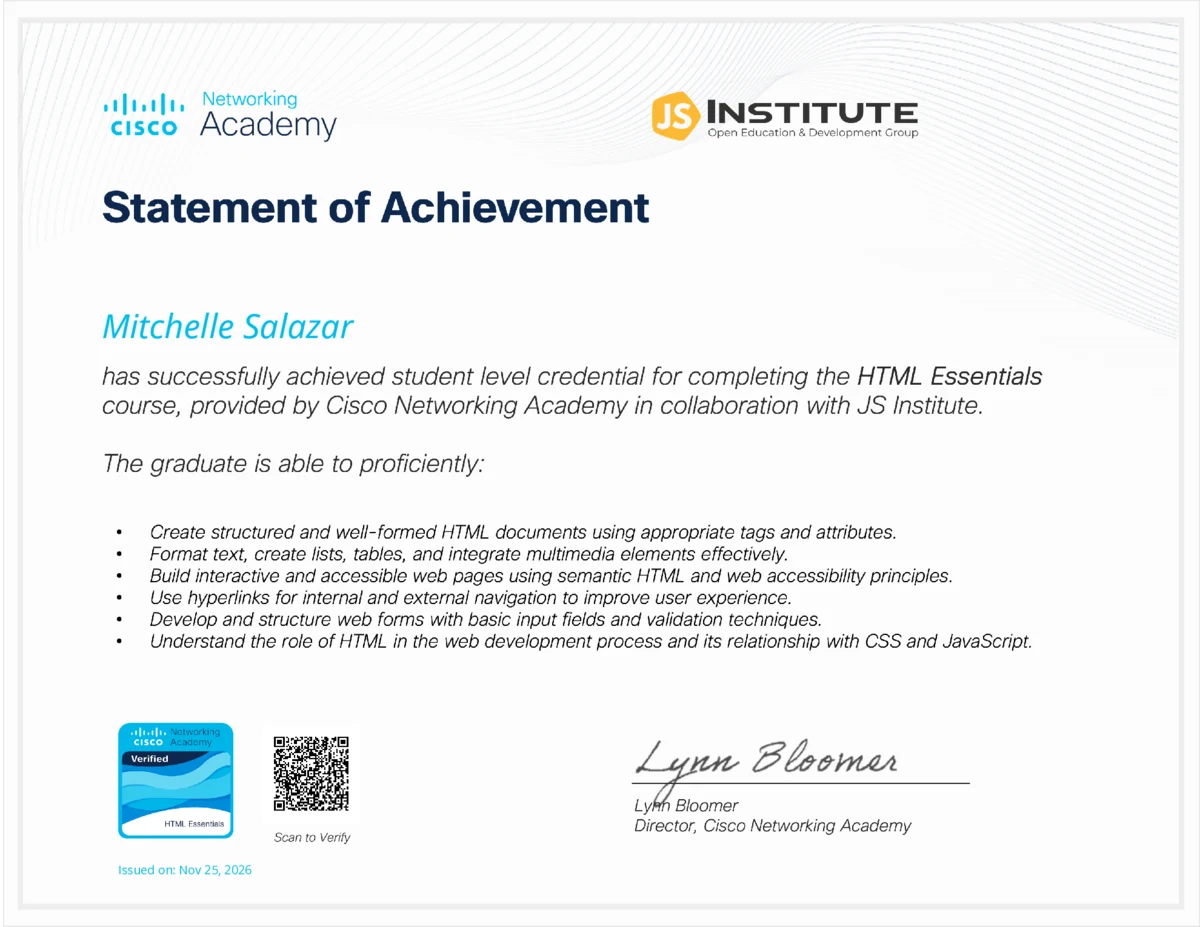 Networking
CISCO Academy
JS INSTITUTE
Open Education & Development Group
Statement of Achievement
Mitchelle Salazar
has successfully achieved student level credential for completing the HTML Essentials
course, provided by Cisco Networking Academy in collaboration with JS Institute.
The graduate is able to proficiently:
• Create structured and well-formed HTML documents using appropriate tags and attributes.
• Format text, create lists, tables, and integrate multimedia elements effectively.
• Build interactive and accessible web pages using semantic HTML and web accessibility principles.
• Use hyperlinks for internal and external navigation to improve user experience.
• Develop and structure web forms with basic input fields and validation techniques.
• Understand the role of HTML in the web development process and its relationship with CSS and JavaScript.
Networking
CISCO Academy
Verified
HTML Essentials
Scan to Verify
Issued on: Nov 25, 2026
Lynn Bloomer
Lynn Bloomer
Director, Cisco Networking Academy